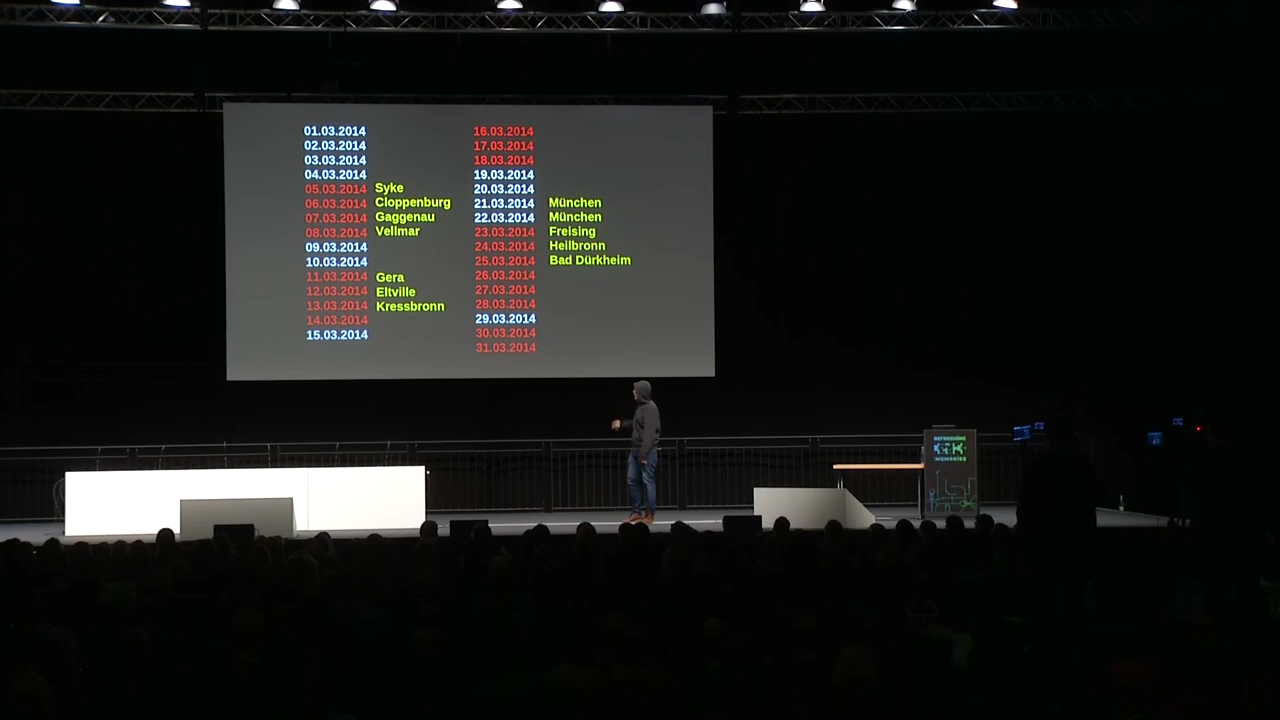 01.03.2014
02.03.2014
03.03.2014
04.03.2014
05.03.2014 Syke
06.03.2014 Cloppenburg
07.03.2014 Gaggenau
08.03.2014 Vellmar
09.03.2014
10.03.2014
11.03.2014 Gera
12.03.2014 Eltville
13.03.2014 Kressbronn
14.03.2014
15.03.2014
16.03.2014
17.03.2014
18.03.2014
19.03.2014
20.03.2014
21.03.2014 München
22.03.2014 München
23.03.2014 Freising
24.03.2014 Heilbronn
25.03.2014 Bad Dürkheim
26.03.2014
27.03.2014
28.03.2014
29.03.2014
30.03.2014
31.03.2014
REFRESHING
MEMORIES